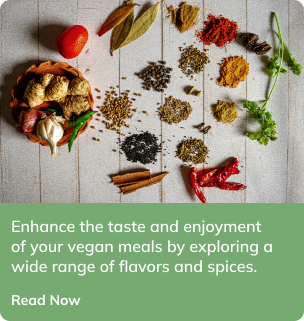 Enhance the taste and enjoyment
of your vegan meals by exploring a
wide range of flavors and spices.
Read Now